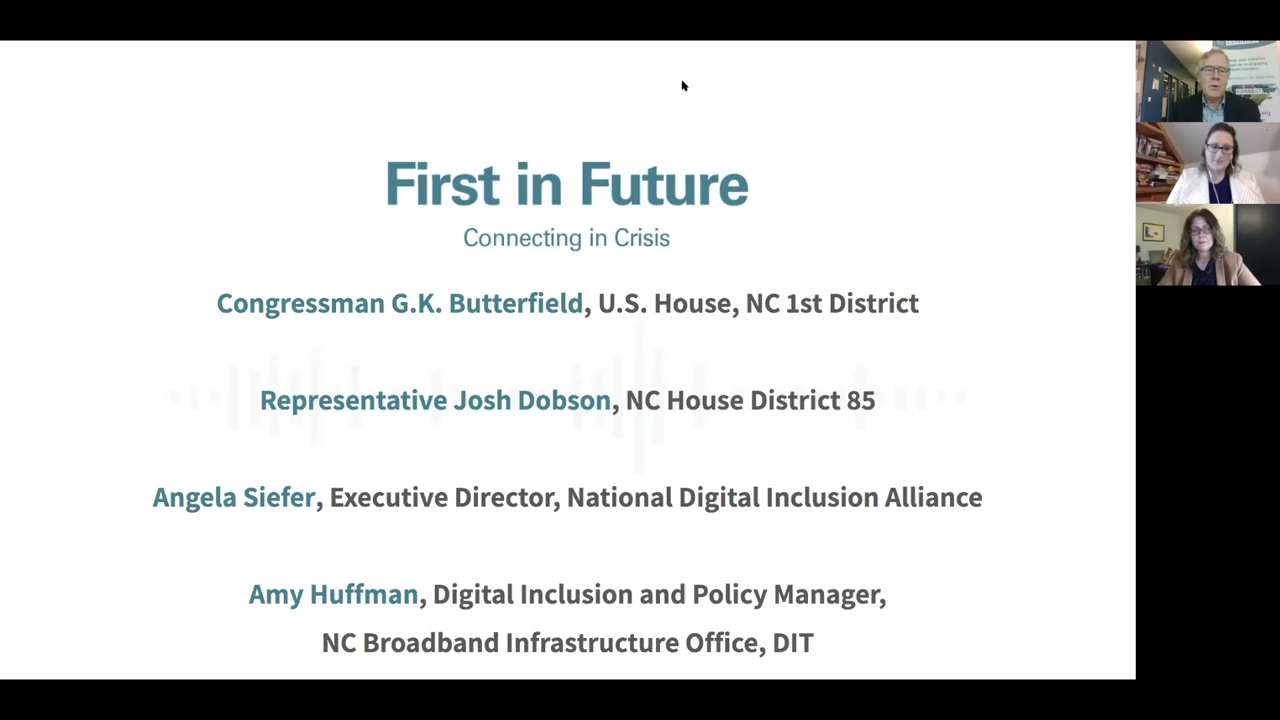 First in Future
Connecting in Crisis
Congressman G.K. Butterfield, U.S. House, NC 1st District
Representative Josh Dobson, NC House District 85
Angela Siefer, Executive Director, National Digital Inclusion Alliance
Amy Huffman, Digital Inclusion and Policy Manager,
NC Broadband Infrastructure Office, DIT